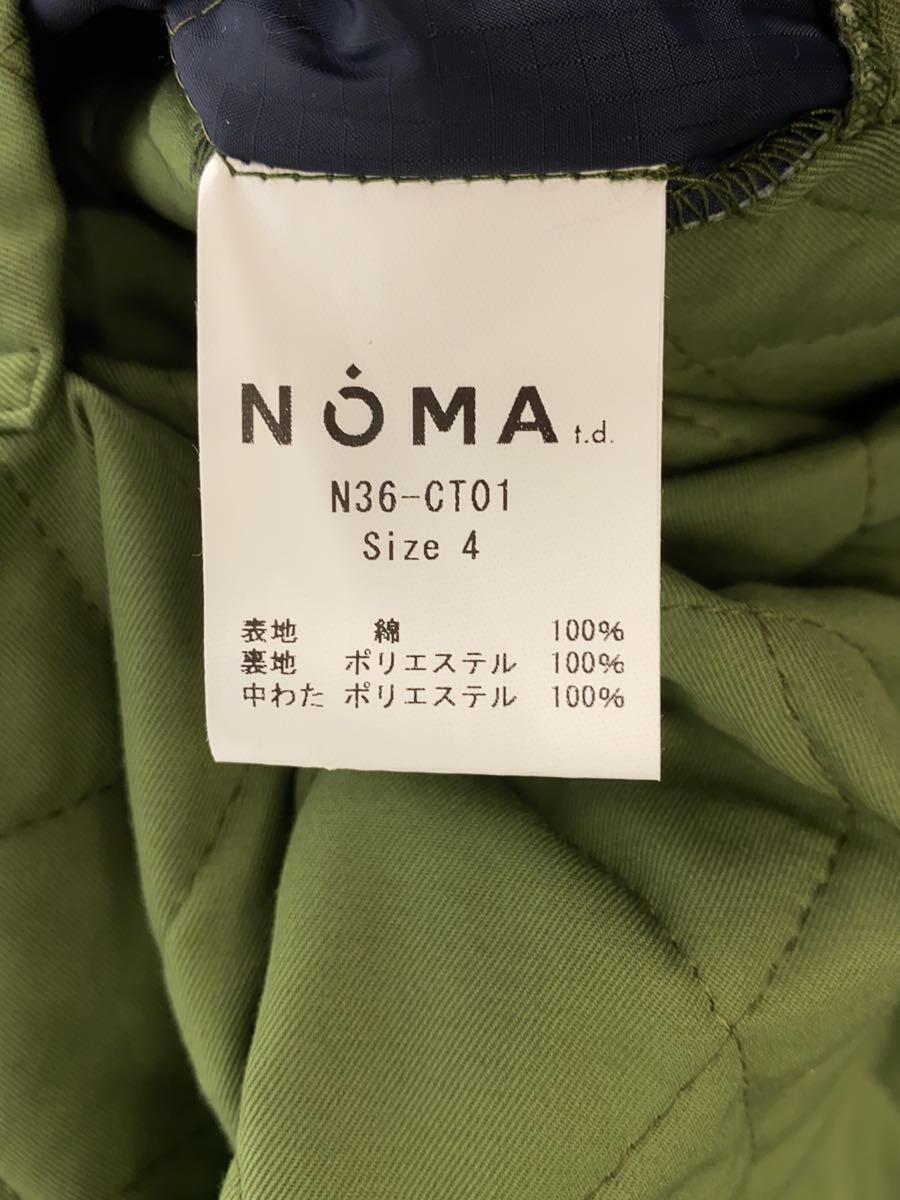 NOMA t.d.
N36-CT01
Size 4
表地 綿 100%
裏地 ポリエステル 100%
中わた ポリエステル 100%